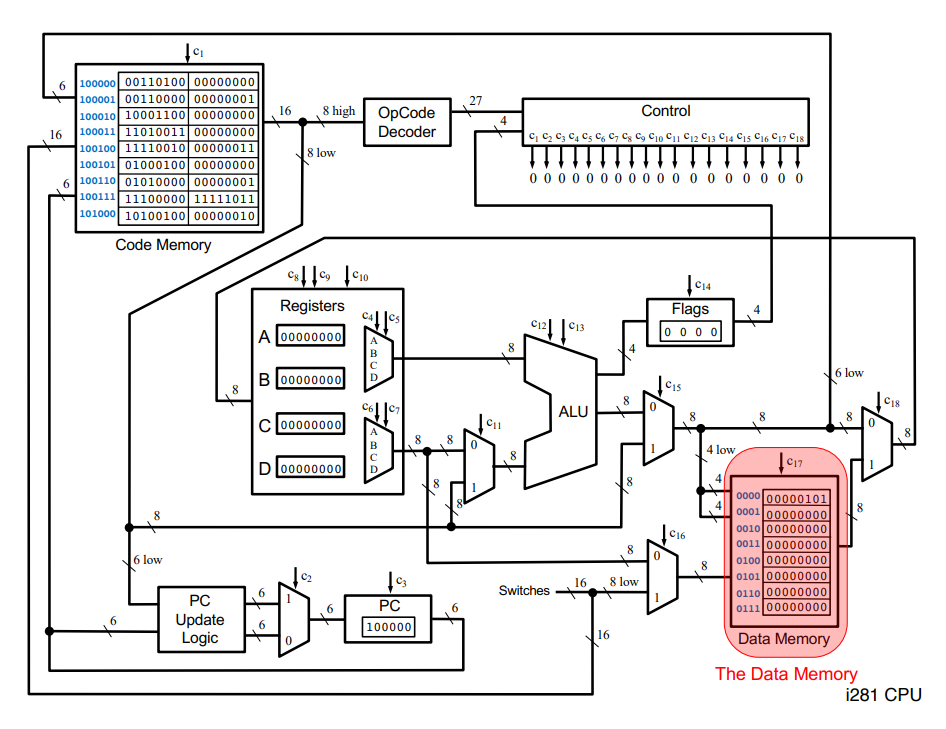 c1
6
16
6
100000 00110100 00000000
100001 00110000 00000001
100010 10001100 00000000
100011 11010011 00000000
100100 11110010 00000011
100101 01000100 00000000
100110 01010000 00000001
100111 11100000 11111011
101000 10100100 00000010
Code Memory
16
8 high
8 low
OpCode
Decoder
27
4
Control
c1 c2 c3 c4 c5 c6 c7 c8 c9 c10 c11 c12 c13 c14 c15 c16 c17 c18
0 0 0 0 0 0 0 0 0 0 0 0 0 0 0 0 0 0
c8 c9 c10
Registers
A 00000000
B 00000000
C 00000000
D 00000000
8
c4 c5
A
B
C
D
c6 c7
A
B
C
D
8
8
8
8
c11
0
1
8
8
c12 c13
ALU
8
4
8
c14
Flags
0 0 0 0
4
c15
0
1
8
8
8
4 low
6 low
8
c18
0
1
8
8
4
4
c17
0000 00000101
0001 00000000
0010 00000000
0011 00000000
0100 00000000
0101 00000000
0110 00000000
0111 00000000
Data Memory
The Data Memory
i281 CPU
8
6 low
6
PC
Update
Logic
6
6
c2
1
0
6
c3
PC
100000
6
Switches
16
8 low
16
8
c16
0
1
8